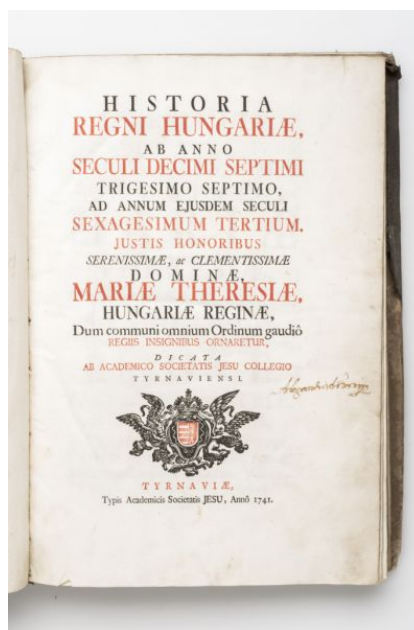 HISTORIA
REGNI HUNGARIÆ,
AB ANNO
SECULI DECIMI SEPTIMI
TRIGESIMO SEPTIMO,
AD ANNUM EJUSDEM SECULI
SEXAGESIMUM TERTIUM.
JUSTIS HONORIBUS
SERENISSIMÆ, ac CLEMENTISSIMÆ
DOMINÆ,
MARIÆ THERESIÆ,
HUNGARIÆ REGINÆ,
Dum communi omnium Ordinum gaudiô
REGIIS INSIGNIBUS ORNARETUR,
DICATA
AB ACADEMICO SOCIETATIS JESU COLLEGIO
TYRNAVIENSI.
TYRNAVIÆ,
Typis Academicis Societatis JESU, Annô 1741.